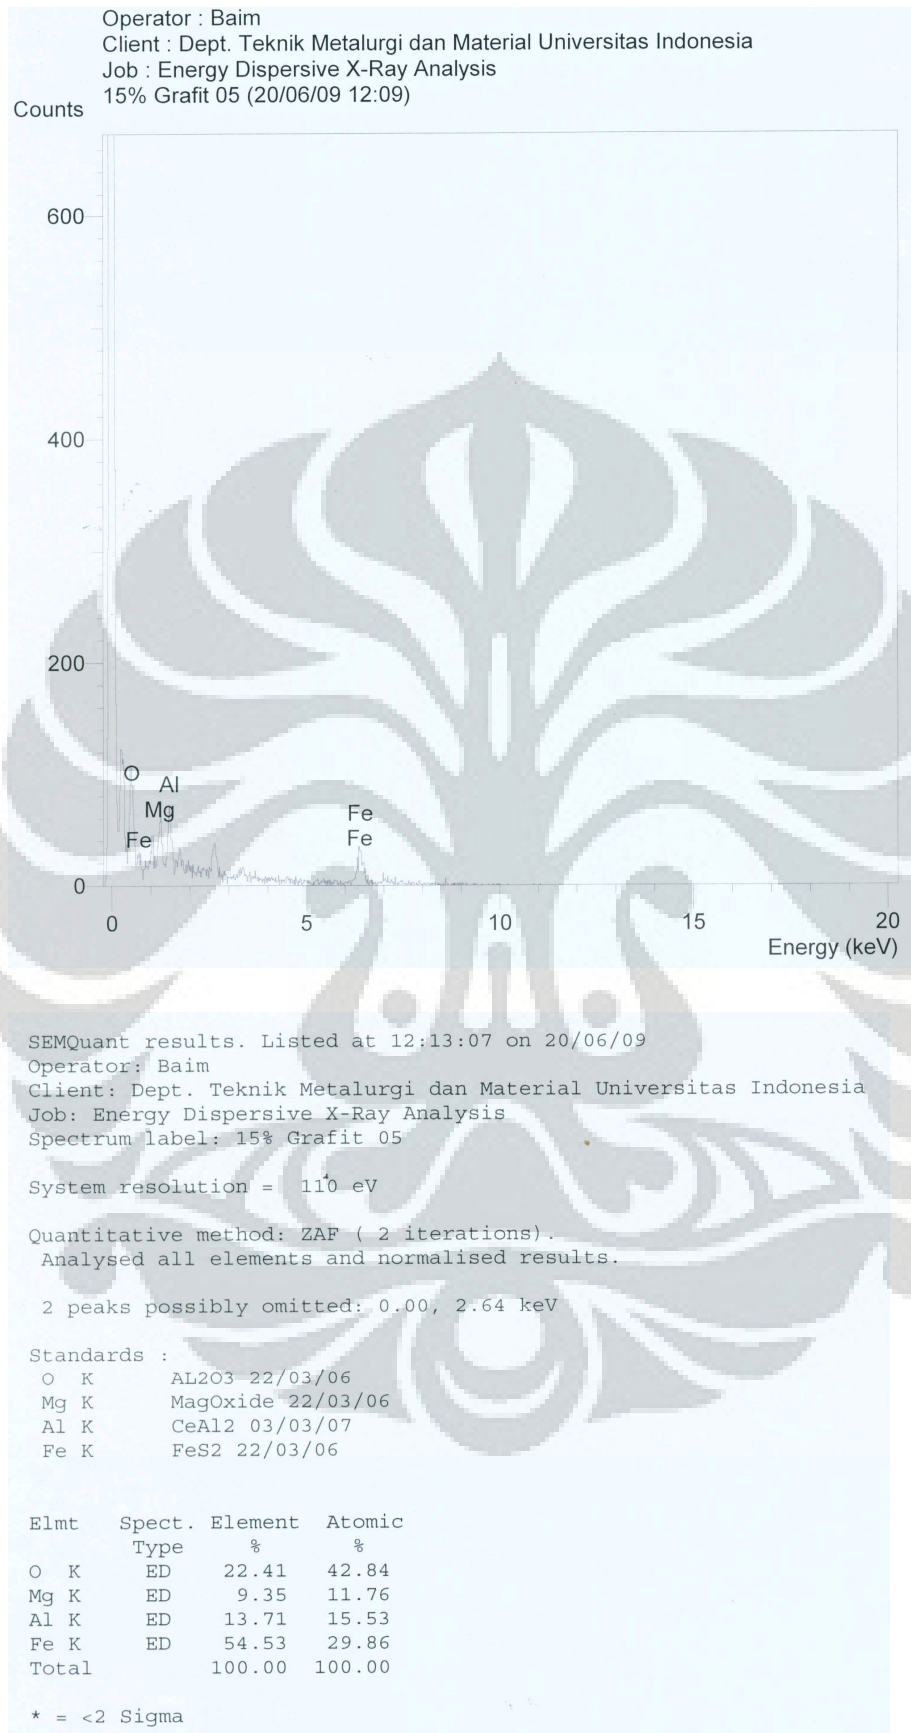 Operator : Baim
Client : Dept. Teknik Metalurgi dan Material Universitas Indonesia
Job : Energy Dispersive X-Ray Analysis
15% Grafit 05 (20/06/09 12:09)
Counts
600
400
200
0
O
Al
Mg
Fe
Fe
Fe
0 5 10 15 20
Energy (keV)
SEMQuant results. Listed at 12:13:07 on 20/06/09
Operator: Baim
Client: Dept. Teknik Metalurgi dan Material Universitas Indonesia
Job: Energy Dispersive X-Ray Analysis
Spectrum label: 15% Grafit 05
System resolution = 110 eV
Quantitative method: ZAF ( 2 iterations).
Analysed all elements and normalised results.
2 peaks possibly omitted: 0.00, 2.64 keV
Standards :
O K AL2O3 22/03/06
Mg K MagOxide 22/03/06
Al K CeAl2 03/03/07
Fe K FeS2 22/03/06
Elmt Spect. Element Atomic
Type % %
O K ED 22.41 42.84
Mg K ED 9.35 11.76
Al K ED 13.71 15.53
Fe K ED 54.53 29.86
Total 100.00 100.00
* = <2 Sigma